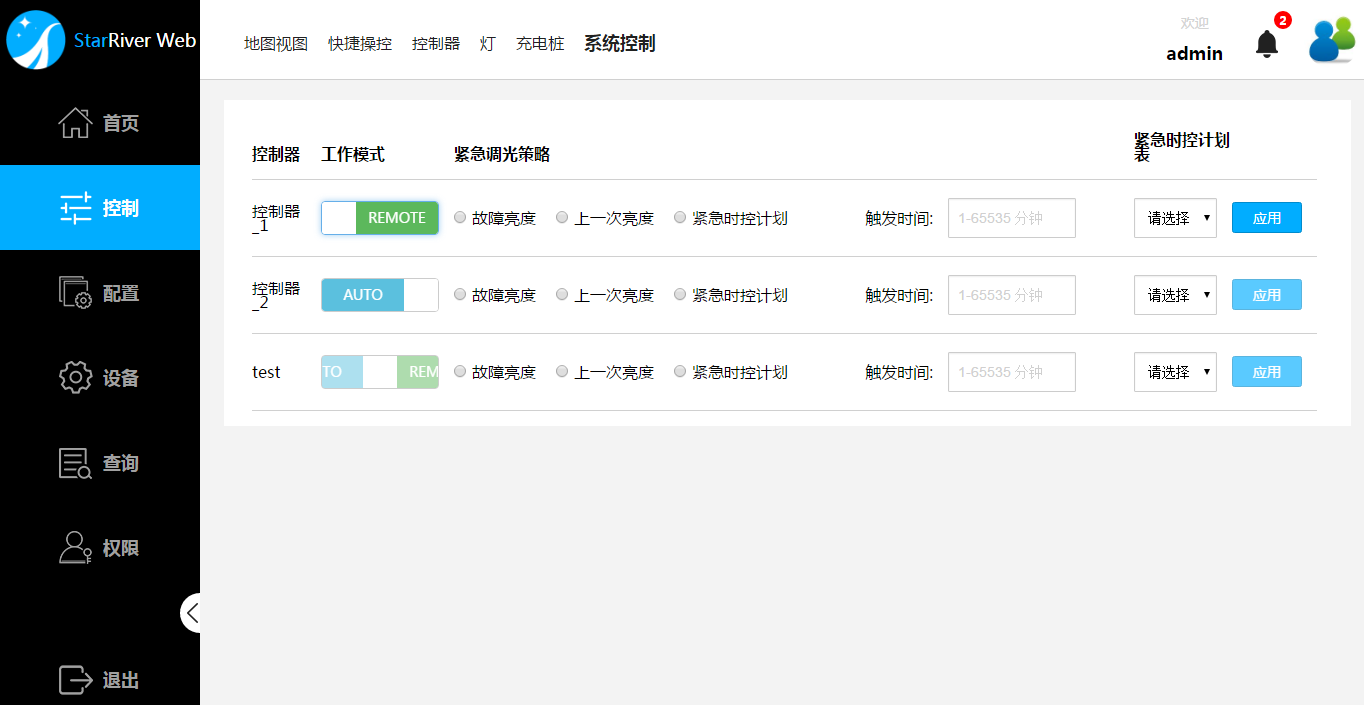 StarRiver Web
地图视图 快捷操控 控制器 灯 充电桩 系统控制
欢迎
admin
2
首页
控制
配置
设备
查询
权限
退出
控制器 工作模式 紧急调光策略 紧急时控计划
表
控制器
_1
REMOTE 故障亮度 上一次亮度 紧急时控计划 触发时间: 1-65535 分钟 请选择 应用
控制器
_2
AUTO 故障亮度 上一次亮度 紧急时控计划 触发时间: 1-65535 分钟 请选择 应用
test TO REM 故障亮度 上一次亮度 紧急时控计划 触发时间: 1-65535 分钟 请选择 应用